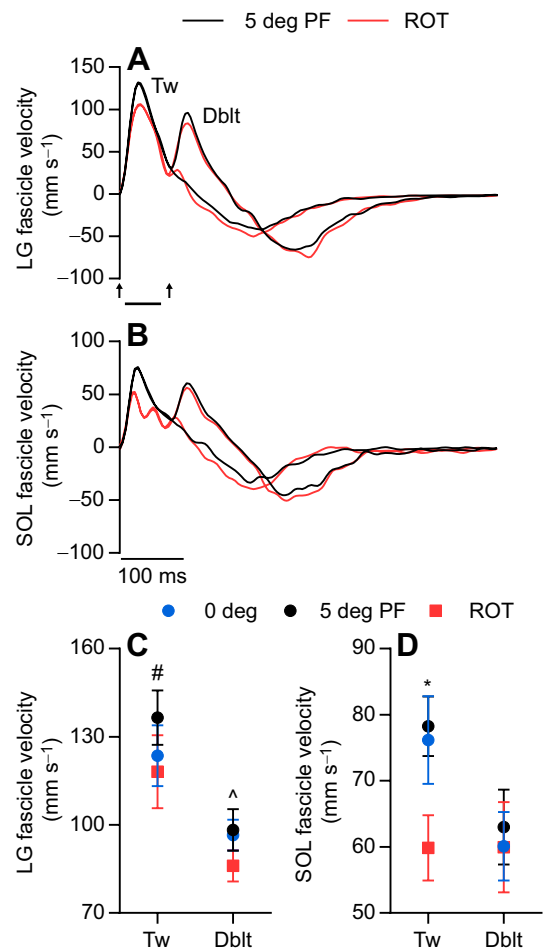 5 deg PF ROT
A
Tw
Dblt
LG fascicle velocity
(mm s–1)
150
100
50
0
–50
–100
B
SOL fascicle velocity
(mm s–1)
100
50
0
–50
–100
100 ms
0 deg 5 deg PF ROT
C
LG fascicle velocity
(mm s–1)
160
130
100
70
#
^
Tw Dblt
D
SOL fascicle velocity
(mm s–1)
90
80
70
60
50
*
Tw Dblt